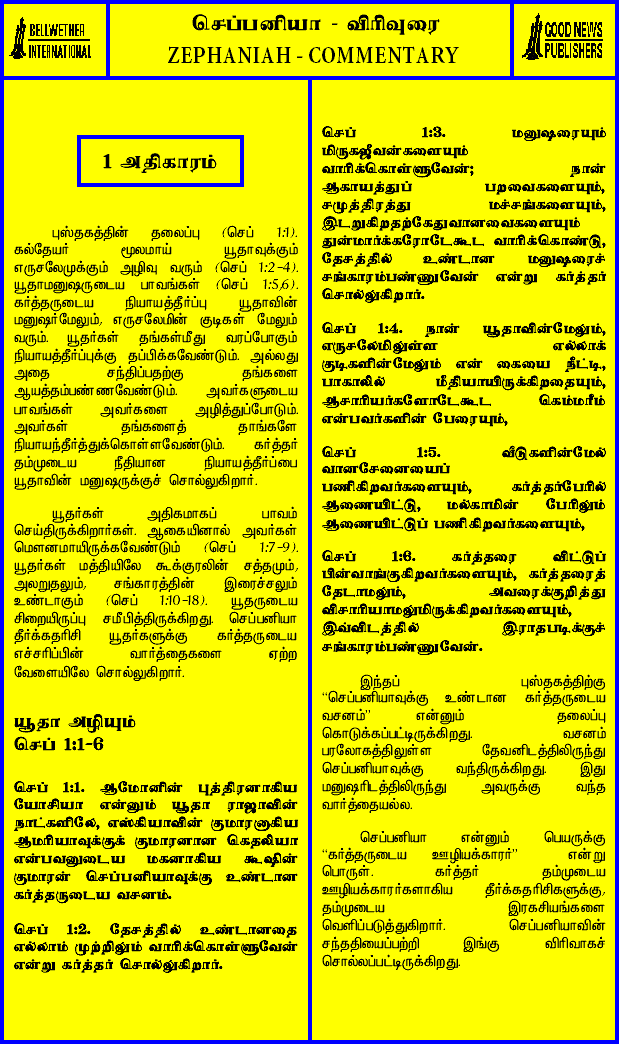 BELLWETHER
INTERNATIONAL
செப்பனியா - விரிவுரை
ZEPHANIAH - COMMENTARY
GOOD NEWS
PUBLISHERS
1 அதிகாரம்
புஸ்தகத்தின் தலைப்பு (செப் 1:1).
கல்தேயர் மூலமாய் யூதாவுக்கும்
எருசலேமுக்கும் அழிவு வரும் (செப் 1:2-4).
யூதாமனுஷருடைய பாவங்கள் (செப் 1:5,6).
கர்த்தருடைய நியாயத்தீர்ப்பு யூதாவின்
மனுஷர்மேலும், எருசலேமின் குடிகள் மேலும்
வரும். யூதர்கள் தங்கள்மீது வரப்போகும்
நியாயத்தீர்ப்புக்கு தப்பிக்கவேண்டும். அல்லது
அதை சந்திப்பதற்கு தங்களை
ஆயத்தம்பண்ணவேண்டும். அவர்களுடைய
பாவங்கள் அவர்களை அழித்துப்போடும்.
அவர்கள் தங்களைத் தாங்களே
நியாயந்தீர்த்துக்கொள்ளவேண்டும். கர்த்தர்
தம்முடைய நீதியான நியாயத்தீர்ப்பை
யூதாவின் மனுஷருக்குச் சொல்லுகிறார்.
யூதர்கள் அதிகமாகப் பாவம்
செய்திருக்கிறார்கள். ஆகையினால் அவர்கள்
மௌனமாயிருக்கவேண்டும் (செப் 1:7-9).
யூதர்கள் மத்தியிலே கூக்குரலின் சத்தமும்,
அலறுதலும், சங்காரத்தின் இரைச்சலும்
உண்டாகும் (செப் 1:10-18). யூதருடைய
சிறையிருப்பு சமீபித்திருக்கிறது. செப்பனியா
தீர்க்கதரிசி யூதர்களுக்கு கர்த்தருடைய
எச்சரிப்பின் வார்த்தைகளை ஏற்ற
வேளையிலே சொல்லுகிறார்.
யூதா அழியும்
செப் 1:1-6
செப் 1:1. ஆமோனின் புத்திரனாகிய
யோசியா என்னும் யூதா ராஜாவின்
நாட்களிலே, எஸ்கியாவின் குமாரனாகிய
ஆமரியாவுக்குக் குமாரனான கெதலியா
என்பவனுடைய மகனாகிய கூஷின்
குமாரன் செப்பனியாவுக்கு உண்டான
கர்த்தருடைய வசனம்.
செப் 1:2. தேசத்தில் உண்டானதை
எல்லாம் முற்றிலும் வாரிக்கொள்ளுவேன்
என்று கர்த்தர் சொல்லுகிறார்.
செப் 1:3. மனுஷரையும்
மிருகஜீவன்களையும்
வாரிக்கொள்ளுவேன்; நான்
ஆகாயத்துப் பறவைகளையும்,
சமுத்திரத்து மச்சங்களையும்,
இடறுகிறதற்கேதுவானவைகளையும்
துன்மார்க்கரோடேகூட வாரிக்கொண்டு,
தேசத்தில் உண்டான மனுஷரைச்
சங்காரம்பண்ணுவேன் என்று கர்த்தர்
சொல்லுகிறார்.
செப் 1:4. நான் யூதாவின்மேலும்,
எருசலேமிலுள்ள எல்லாக்
குடிகளின்மேலும் என் கையை நீட்டி,
பாகாலில் மீதியாயிருக்கிறதையும்,
ஆசாரியர்களோடேகூட கெம்மரீம்
என்பவர்களின் பேரையும்,
செப் 1:5. வீடுகளின்மேல்
வானசேனையைப்
பணிகிறவர்களையும், கர்த்தர்பேரில்
ஆணையிட்டு, மல்காமின் பேரிலும்
ஆணையிட்டுப் பணிகிறவர்களையும்,
செப் 1:6. கர்த்தரை விட்டுப்
பின்வாங்குகிறவர்களையும், கர்த்தரைத்
தேடாமலும், அவரைக்குறித்து
விசாரியாமலுமிருக்கிறவர்களையும்,
இவ்விடத்தில் இராதபடிக்குச்
சங்காரம்பண்ணுவேன்.
இந்தப் புஸ்தகத்திற்கு
“செப்பனியாவுக்கு உண்டான கர்த்தருடைய
வசனம்” என்னும் தலைப்பு
கொடுக்கப்பட்டிருக்கிறது. வசனம்
பரலோகத்திலுள்ள தேவனிடத்திலிருந்து
செப்பனியாவுக்கு வந்திருக்கிறது. இது
மனுஷரிடத்திலிருந்து அவருக்கு வந்த
வார்த்தையல்ல.
செப்பனியா என்னும் பெயருக்கு
“கர்த்தருடைய ஊழியக்காரர்” என்று
பொருள். கர்த்தர் தம்முடைய
ஊழியக்காரர்களாகிய தீர்க்கதரிசிகளுக்கு,
தம்முடைய இரகசியங்களை
வெளிப்படுத்துகிறார். செப்பனியாவின்
சந்ததியைப்பற்றி இங்கு விரிவாகச்
சொல்லப்பட்டிருக்கிறது.